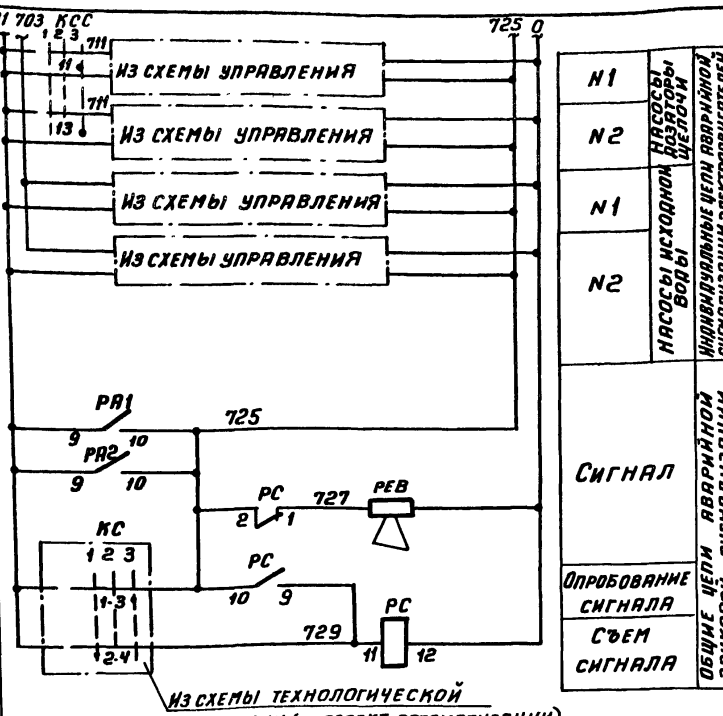 703 КСС 725 0
1 2 3 711
11
711
13
Из схемы управления
Из схемы управления
Из схемы управления
Из схемы управления
N1
N2
Насосы
дозаторы
щелочи
N1
N2
Насосы исходной
воды
Индивидуальные цепи аварийной
РА1
9 10
725
РА2
9 10
РС
2 1
727
РЕВ
КС
1 2 3
1-3
2-4
РС
10 9
729
РС
11 12
Сигнал
Опробование
сигнала
Съем
сигнала
Общие цепи аварийной
Из схемы технологической